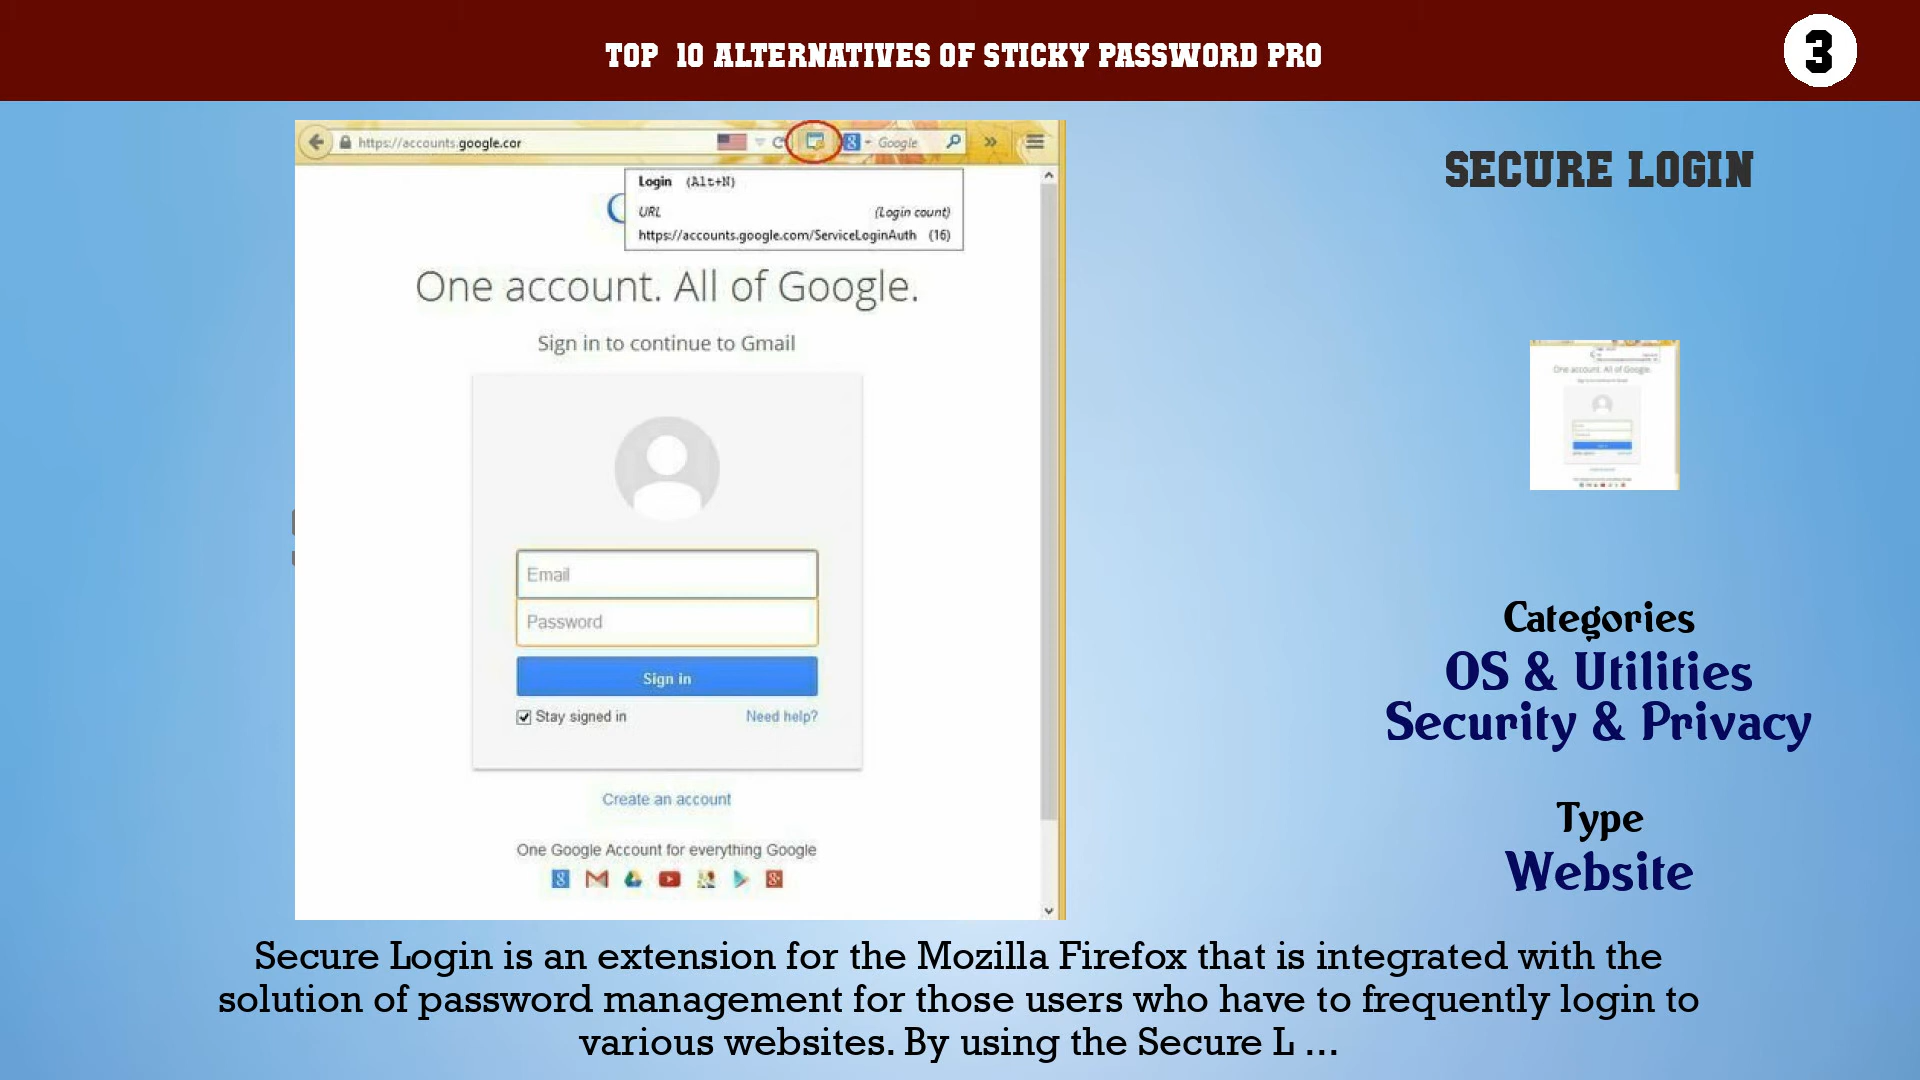 TOP 10 ALTERNATIVES OF STICKY PASSWORD PRO
3
SECURE LOGIN
https://accounts.google.cor
Google
Login (Alt+N)
URL (Login count)
https://accounts.google.com/ServiceLoginAuth (16)
One account. All of Google.
Sign in to continue to Gmail
Email
Password
Sign in
Stay signed in Need help?
Create an account
One Google Account for everything Google
One account. All of Google.
Categories
OS & Utilities
Security & Privacy
Type
Website
Secure Login is an extension for the Mozilla Firefox that is integrated with the
solution of password management for those users who have to frequently login to
various websites. By using the Secure L ...